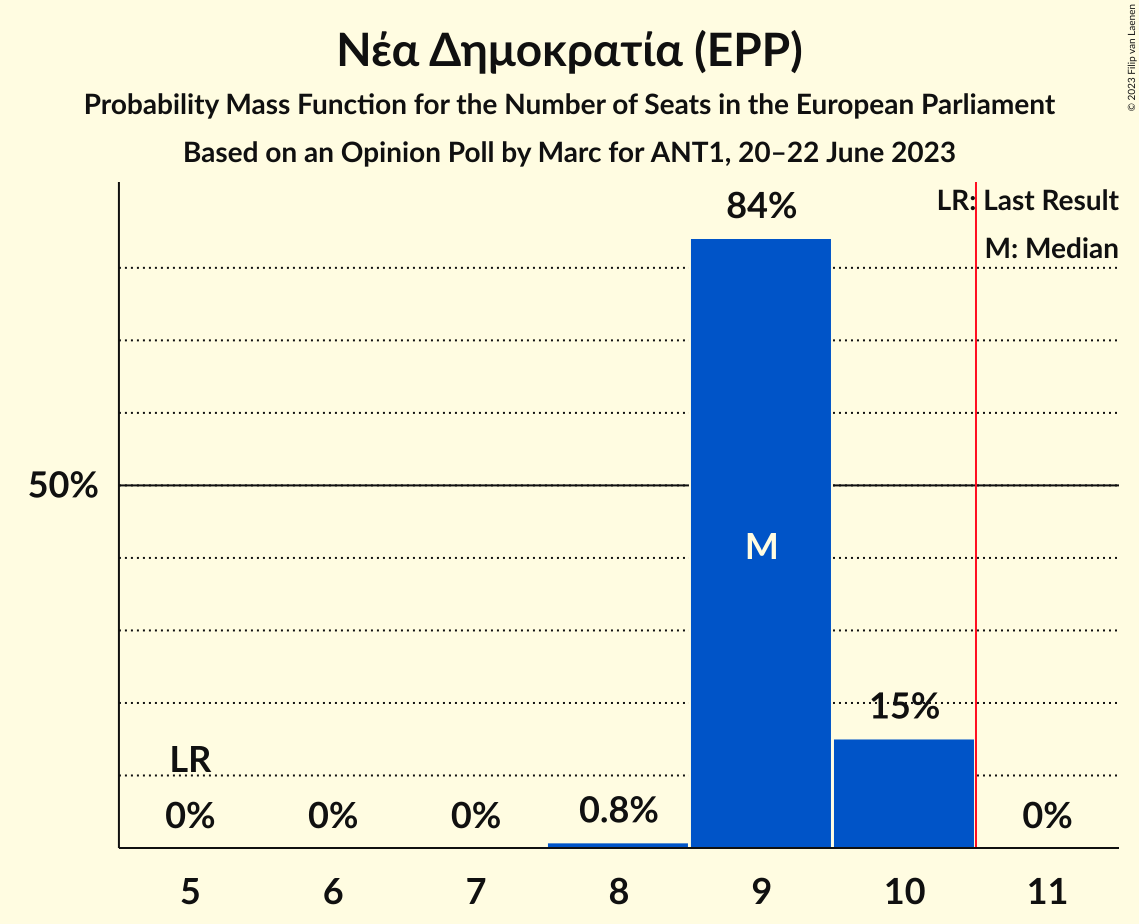 Νέα Δημοκρατία (EPP)
Probability Mass Function for the Number of Seats in the European Parliament
Based on an Opinion Poll by Marc for ANT1, 20–22 June 2023
© 2023 Filip van Laenen
LR: Last Result
M: Median
84%
50%
M
15%
LR
0% 0% 0% 0.8% 0%
5 6 7 8 9 10 11